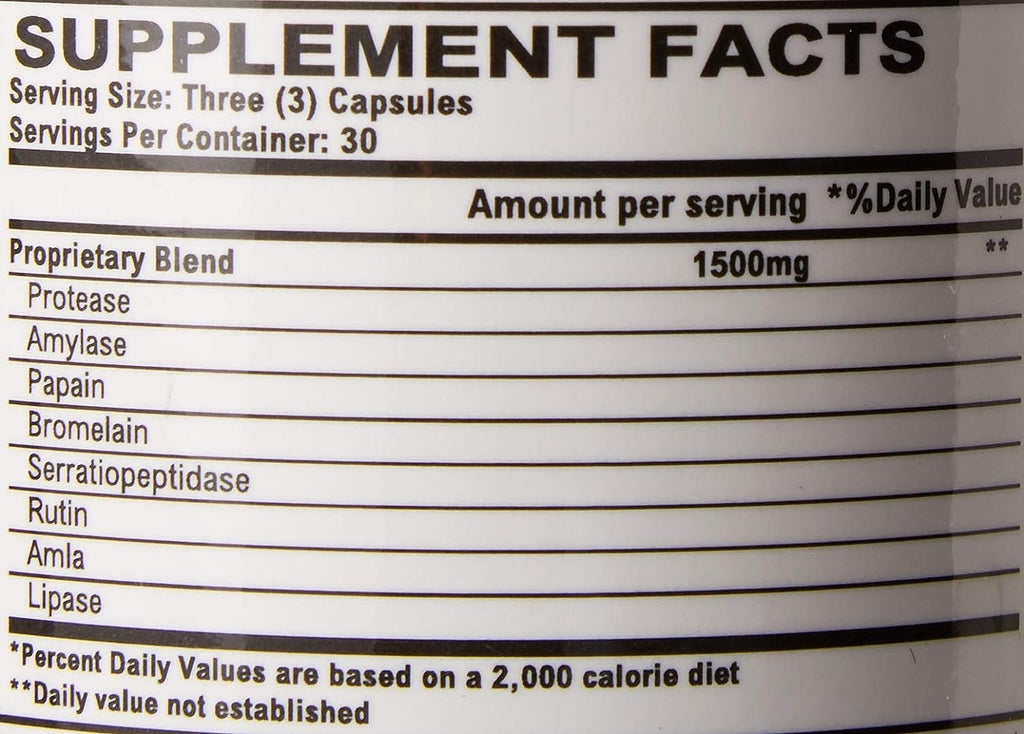 SUPPLEMENT FACTS
Serving Size: Three (3) Capsules
Servings Per Container: 30
Amount per serving *%Daily Value
Proprietary Blend 1500mg **
Protease
Amylase
Papain
Bromelain
Serratiopeptidase
Rutin
Amla
Lipase
*Percent Daily Values are based on a 2,000 calorie diet
**Daily value not established